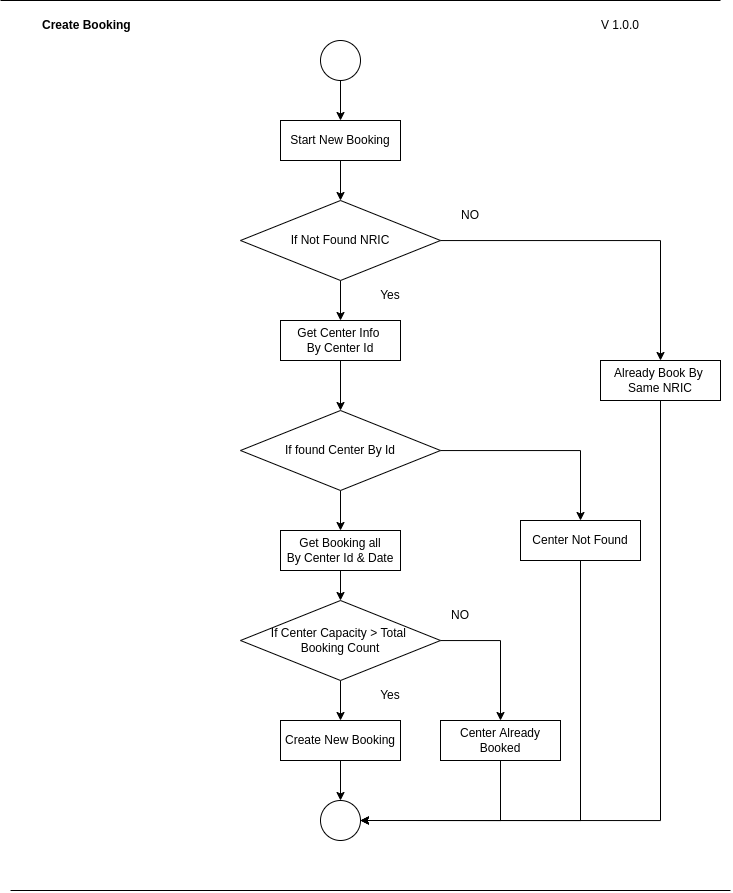 Create Booking
V 1.0.0
Start New Booking
NO
If Not Found NRIC
Yes
Get Center Info
By Center Id
Already Book By
Same NRIC
If found Center By Id
Get Booking all
By Center Id & Date
Center Not Found
NO
If Center Capacity > Total
Booking Count
Yes
Create New Booking
Center Already
Booked